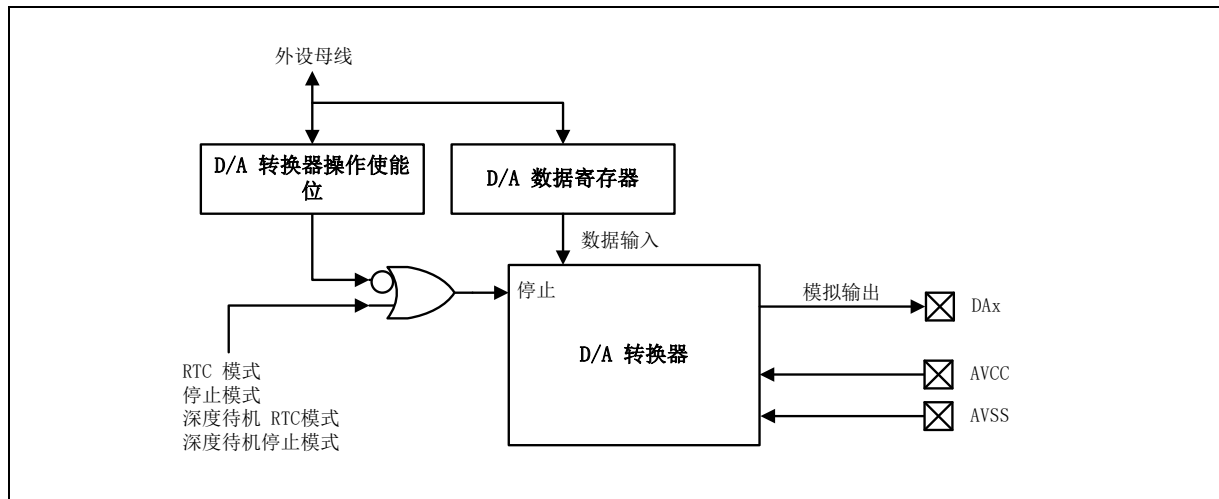 外设母线
D/A 转换器操作使能
位
D/A 数据寄存器
数据输入
停止
模拟输出
DAx
D/A 转换器
AVCC
AVSS
RTC 模式
停止模式
深度待机 RTC模式
深度待机停止模式